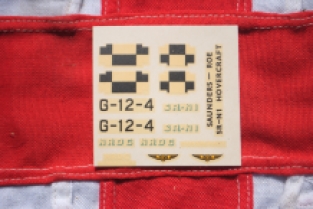 G-12-4
SR-N1
G-12-4
SR-N1
SAUNDERS - ROE
SR-N1 HOVERCRAFT